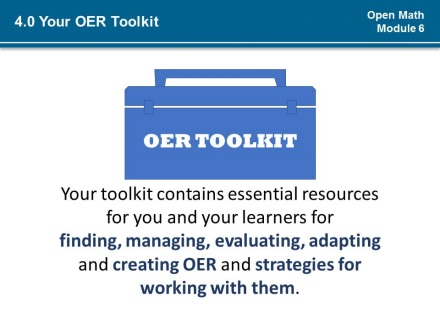 4.0 Your OER Toolkit
Open Math
Module 6
OER TOOLKIT
Your toolkit contains essential resources
for you and your learners for
finding, managing, evaluating, adapting
and creating OER and strategies for
working with them.